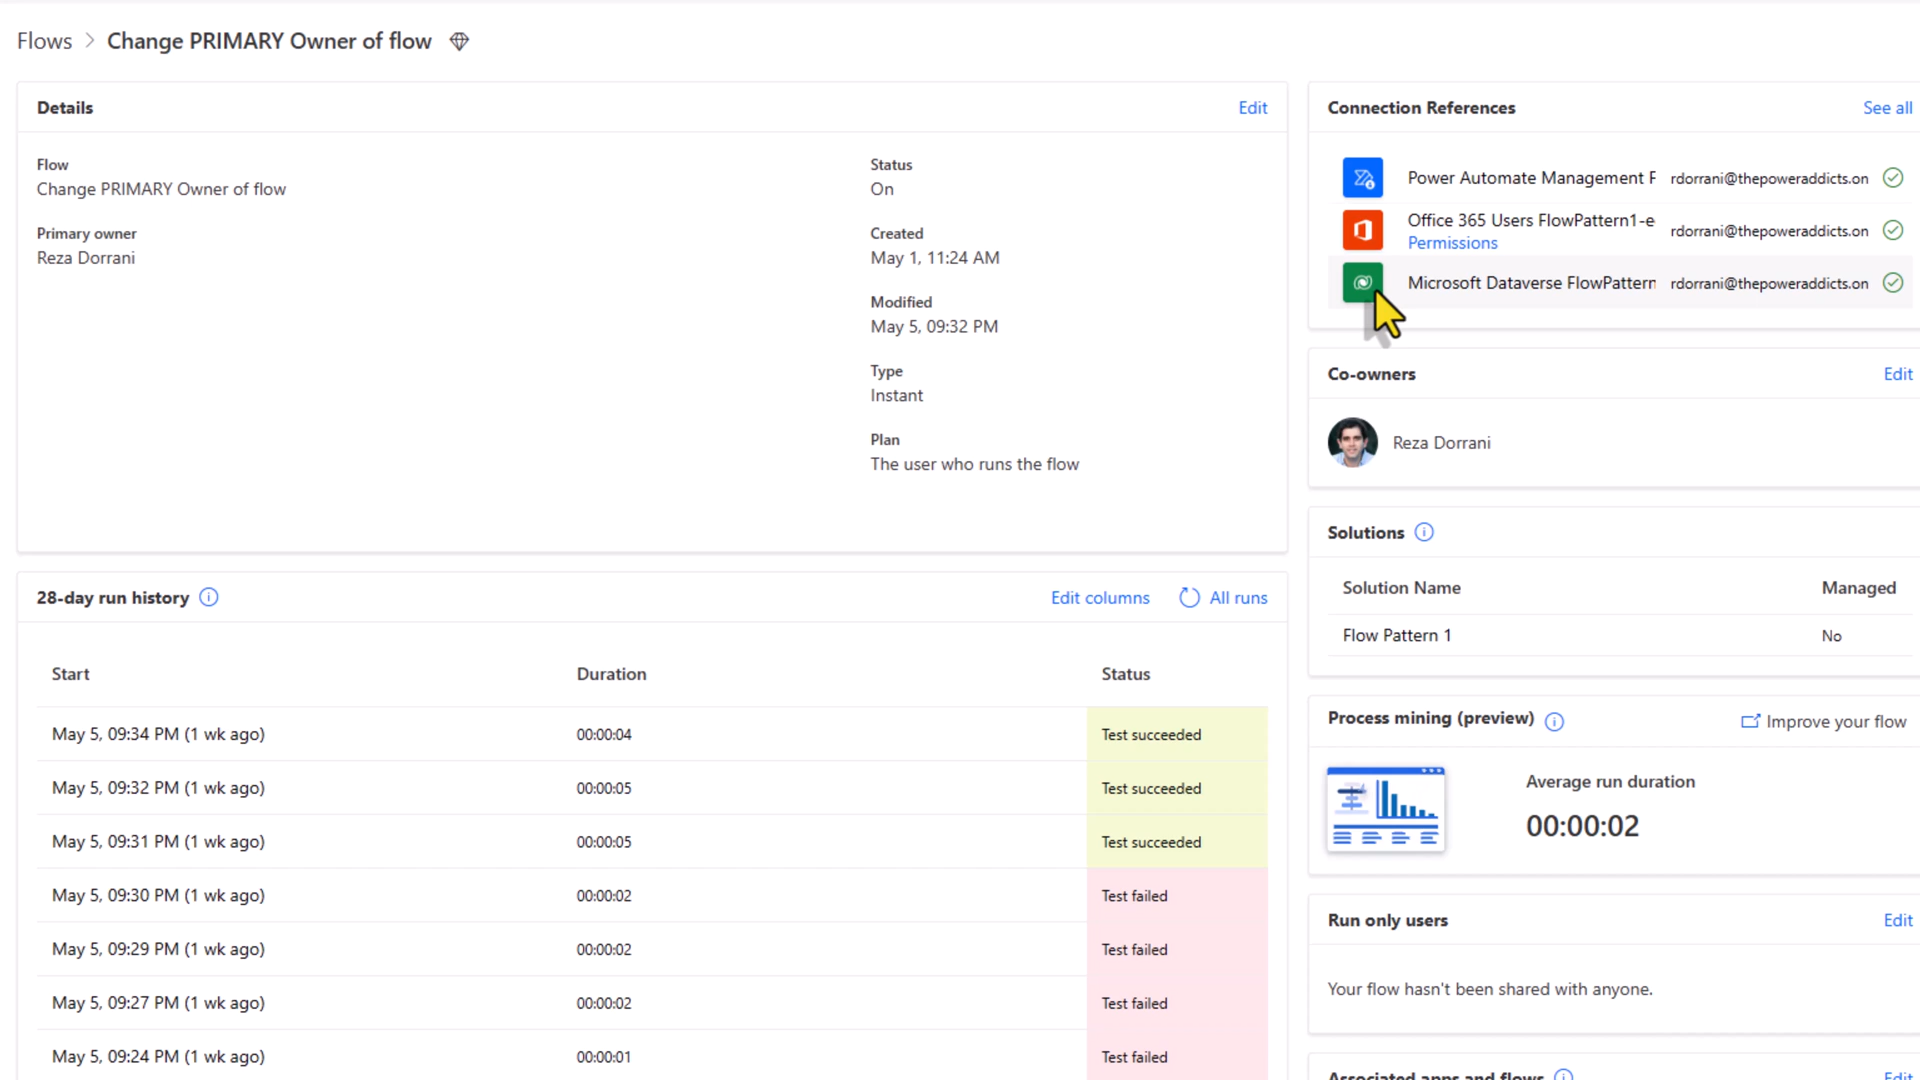 Flows > Change PRIMARY Owner of flow
Details
Edit
Flow
Change PRIMARY Owner of flow
Primary owner
Reza Dorrani
Status
On
Created
May 1, 11:24 AM
Modified
May 5, 09:32 PM
Type
Instant
Plan
The user who runs the flow
28-day run history
Edit columns
All runs
Start Duration Status
May 5, 09:34 PM (1 wk ago) 00:00:04 Test succeeded
May 5, 09:32 PM (1 wk ago) 00:00:05 Test succeeded
May 5, 09:31 PM (1 wk ago) 00:00:05 Test succeeded
May 5, 09:30 PM (1 wk ago) 00:00:02 Test failed
May 5, 09:29 PM (1 wk ago) 00:00:02 Test failed
May 5, 09:27 PM (1 wk ago) 00:00:02 Test failed
May 5, 09:24 PM (1 wk ago) 00:00:01 Test failed
Connection References
See all
Power Automate Management F rdorrani@thepoweraddicts.on
Office 365 Users FlowPattern1-e rdorrani@thepoweraddicts.on
Permissions
Microsoft Dataverse FlowPattern rdorrani@thepoweraddicts.on
Co-owners
Edit
Reza Dorrani
Solutions
Solution Name Managed
Flow Pattern 1 No
Process mining (preview)
Improve your flow
Average run duration
00:00:02
Run only users
Edit
Your flow hasn't been shared with anyone.
Associated apps and flows
Edit